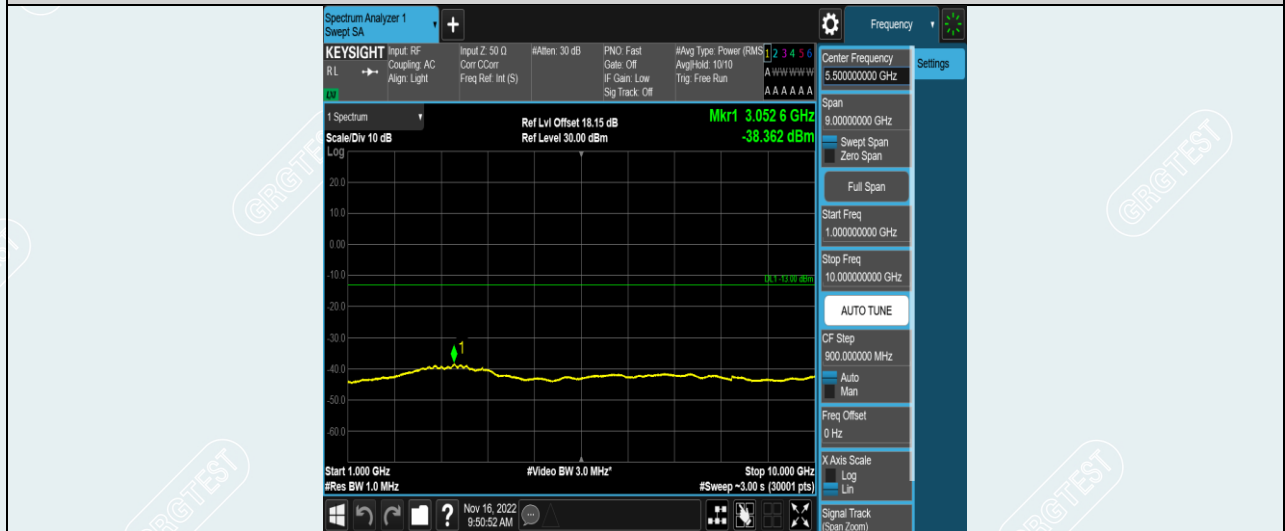 Spectrum Analyzer 1
Swept SA
+
Frequency
KEYSIGHT
R L
LNI
Input: RF
Coupling: AC
Align: Light
Input Z: 50 Ω
Corr CCorr
Freq Ref: Int (S)
#Atten: 30 dB
PNO: Fast
Gate: Off
IF Gain: Low
Sig Track: Off
#Avg Type: Power (RMS
Avg|Hold: 10/10
Trig: Free Run
1 2 3 4 5 6
A W W W W W
A A A A A A
1 Spectrum
Scale/Div 10 dB
Log
Ref Lvl Offset 18.15 dB
Ref Level 30.00 dBm
Mkr1 3.052 6 GHz
-38.362 dBm
20.0
10.0
0.00
-10.0
DL1 -13.00 dBm
-20.0
-30.0
1
-40.0
-50.0
-60.0
Start 1.000 GHz
#Res BW 1.0 MHz
#Video BW 3.0 MHz*
Stop 10.000 GHz
#Sweep ~3.00 s (30001 pts)
?
Nov 16, 2022
9:50:52 AM
Center Frequency
5.500000000 GHz
Settings
Span
9.00000000 GHz
Swept Span
Zero Span
Full Span
Start Freq
1.000000000 GHz
Stop Freq
10.000000000 GHz
AUTO TUNE
CF Step
900.000000 MHz
Auto
Man
Freq Offset
0 Hz
X Axis Scale
Log
Lin
Signal Track
(Span Zoom)
GRGTEST
GRGTEST
GRGTEST
GRGTEST